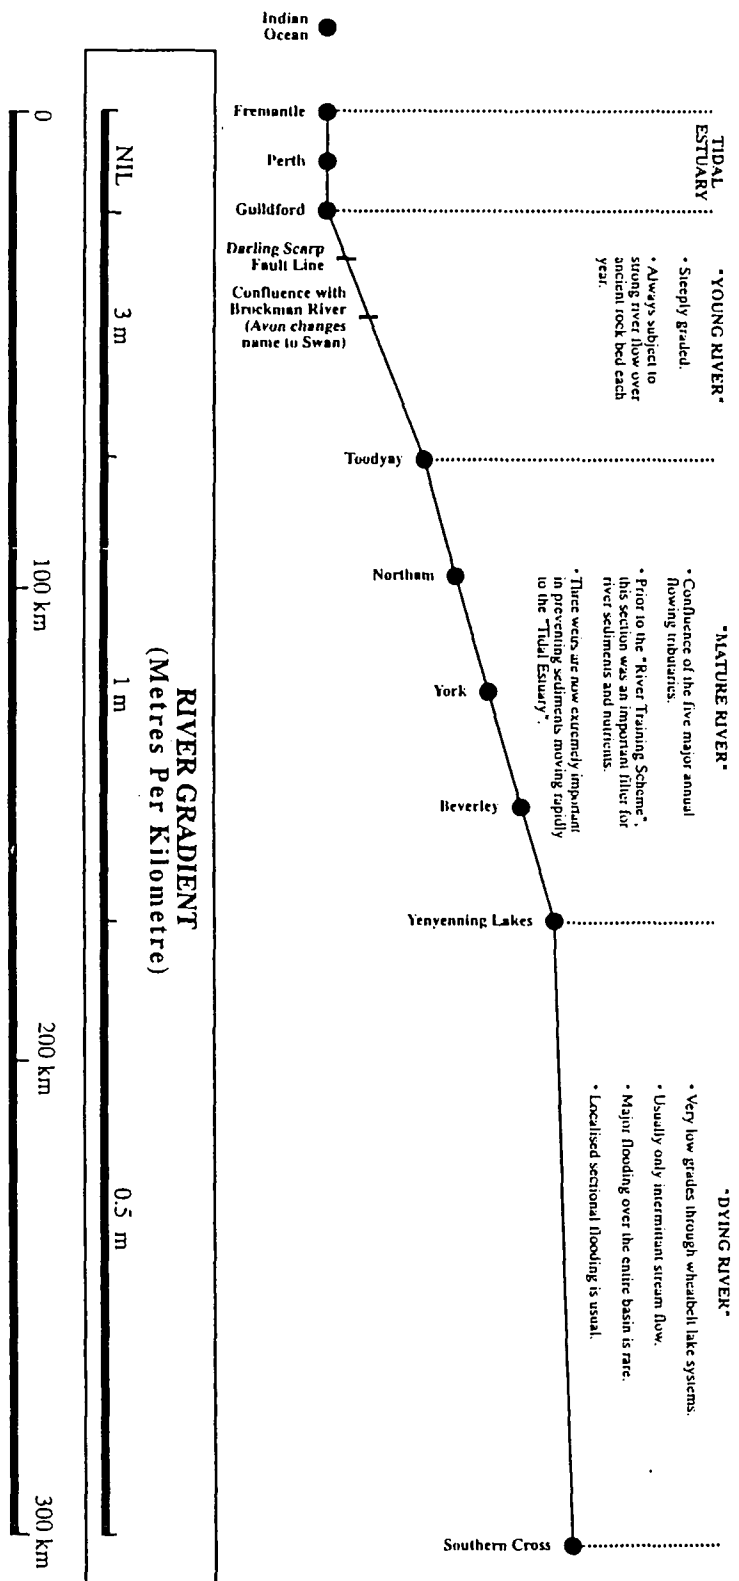 Indian
Ocean
Fremantle
Perth
Guildford
Darling Scarp
Fault Line
Confluence with
Brockman River
(Avon changes
name to Swan)
Toodyay
Northam
York
Beverley
Yenyenning Lakes
Southern Cross
TIDAL
ESTUARY
"YOUNG RIVER"
• Steeply graded.
• Always subject to
strong river flow over
ancient rock bed each
year.
"MATURE RIVER"
• Confluence of the five major annual
flowing tributaries.
• Prior to the "River Training Scheme",
this section was an important filter for
river sediments and nutrients.
• Three weirs are now extremely important
in preventing sediments moving rapidly
to the "Tidal Estuary".
"DYING RIVER"
• Very low grades through wheatbelt lake systems.
• Usually only intermittant stream flow.
• Major flooding over the entire basin is rare.
• Localised sectional flooding is usual.
RIVER GRADIENT
(Metres Per Kilometre)
NIL
3 m
1 m
0.5 m
0
100 km
200 km
300 km